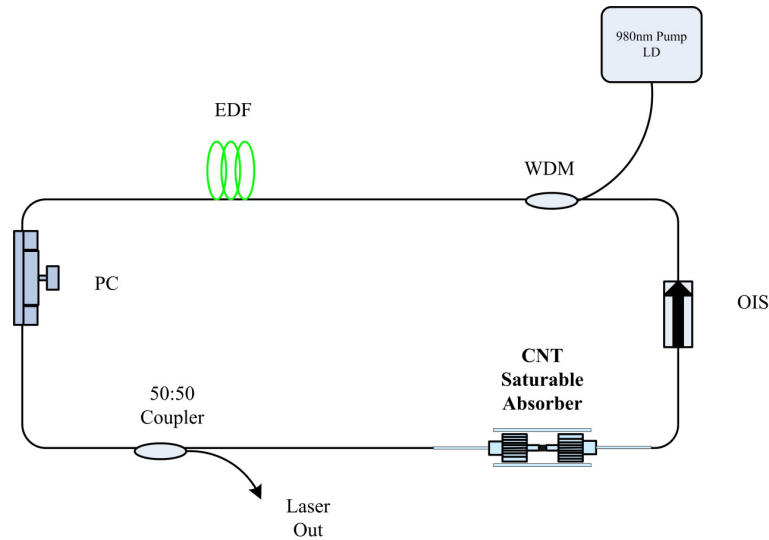 980nm Pump
LD
EDF
WDM
PC
OIS
CNT
Saturable
Absorber
50:50
Coupler
Laser
Out